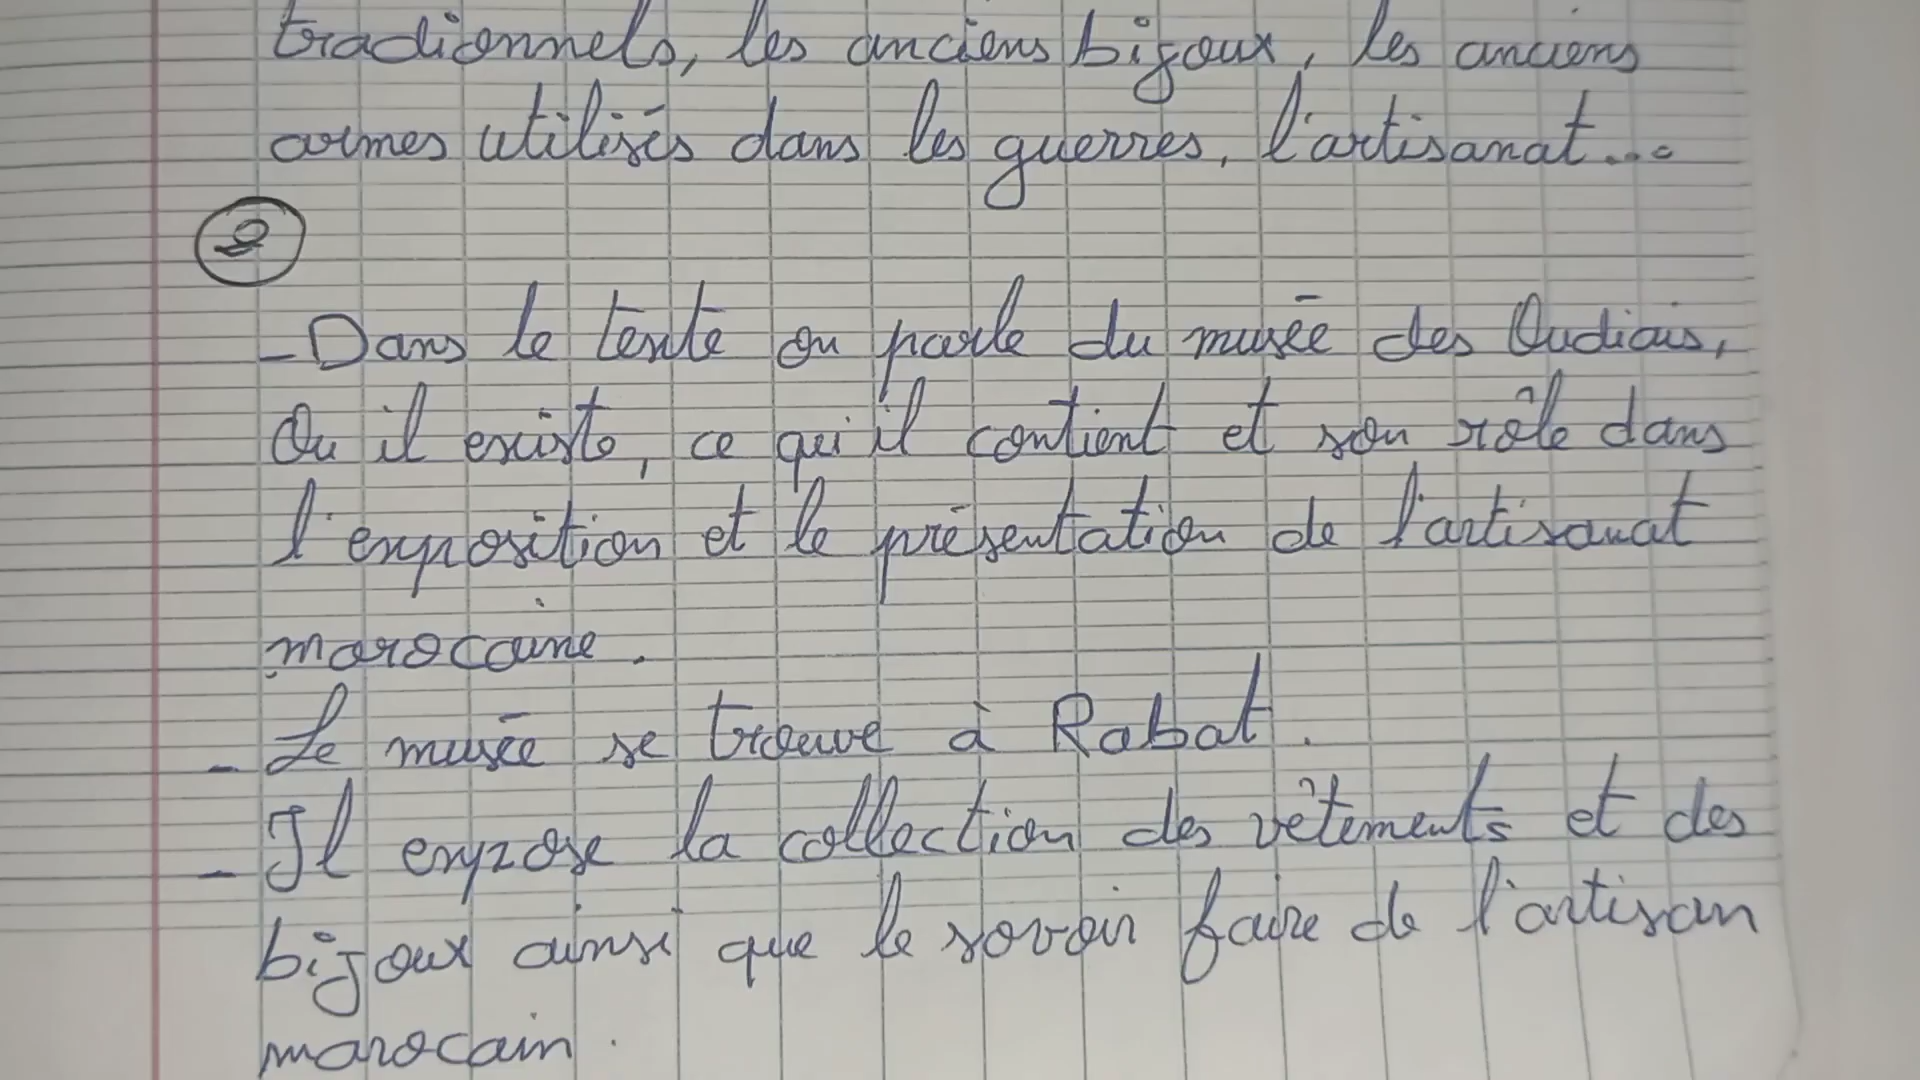 tradionnels, les anciens bijoux, les anciens
armes utilisés dans les guerres, l'artisanat...
2
- Dans le texte on parle du musée des Oudiais,
Ou il existe, ce qu'il contient et son rôle dans
l'exposition et le présentation de l'artisanat
marocaine.
- Le musée se trouve à Rabat.
- Il expose la collection des vêtements et des
bijoux ainsi que le savoir faire de l'artisan
marocain.